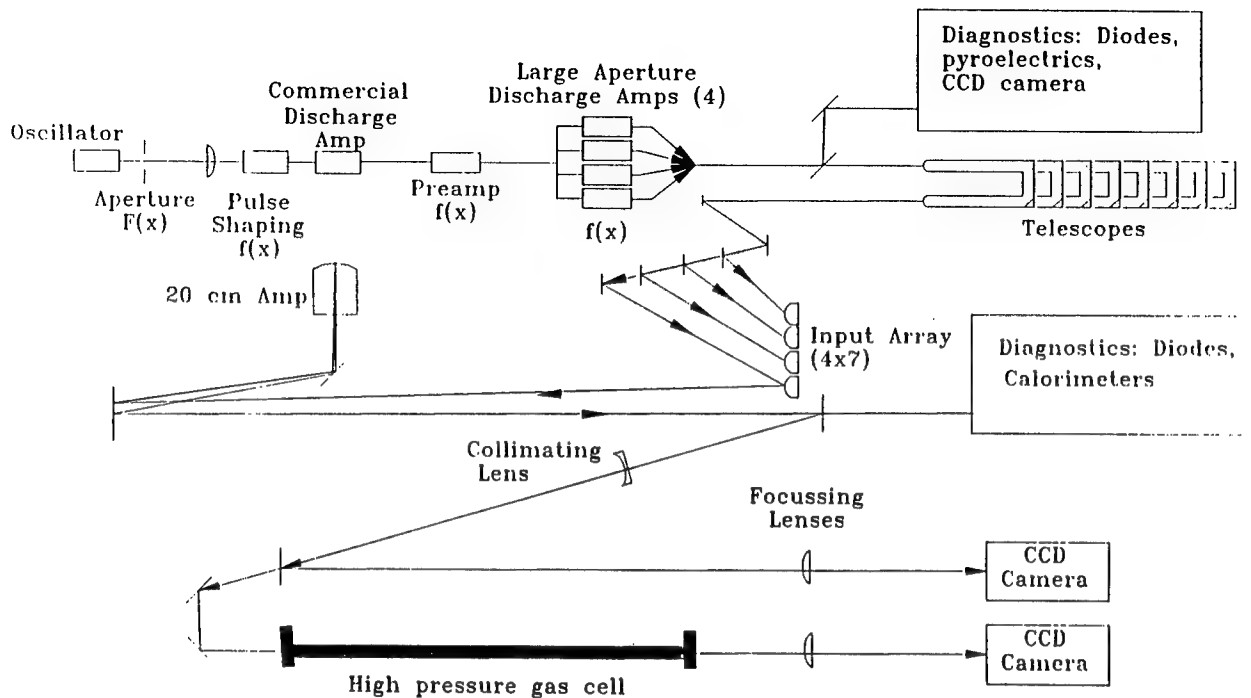 Diagnostics: Diodes,
pyroelectrics,
CCD camera
Large Aperture
Discharge Amps (4)
Commercial
Discharge
Amp
Oscillator
Aperture
F(x)
Pulse
Shaping
f(x)
Preamp
f(x)
f(x)
Telescopes
20 cm Amp
Input Array
(4x7)
Diagnostics: Diodes,
Calorimeters
Collimating
Lens
Focussing
Lenses
CCD
Camera
CCD
Camera
High pressure gas cell